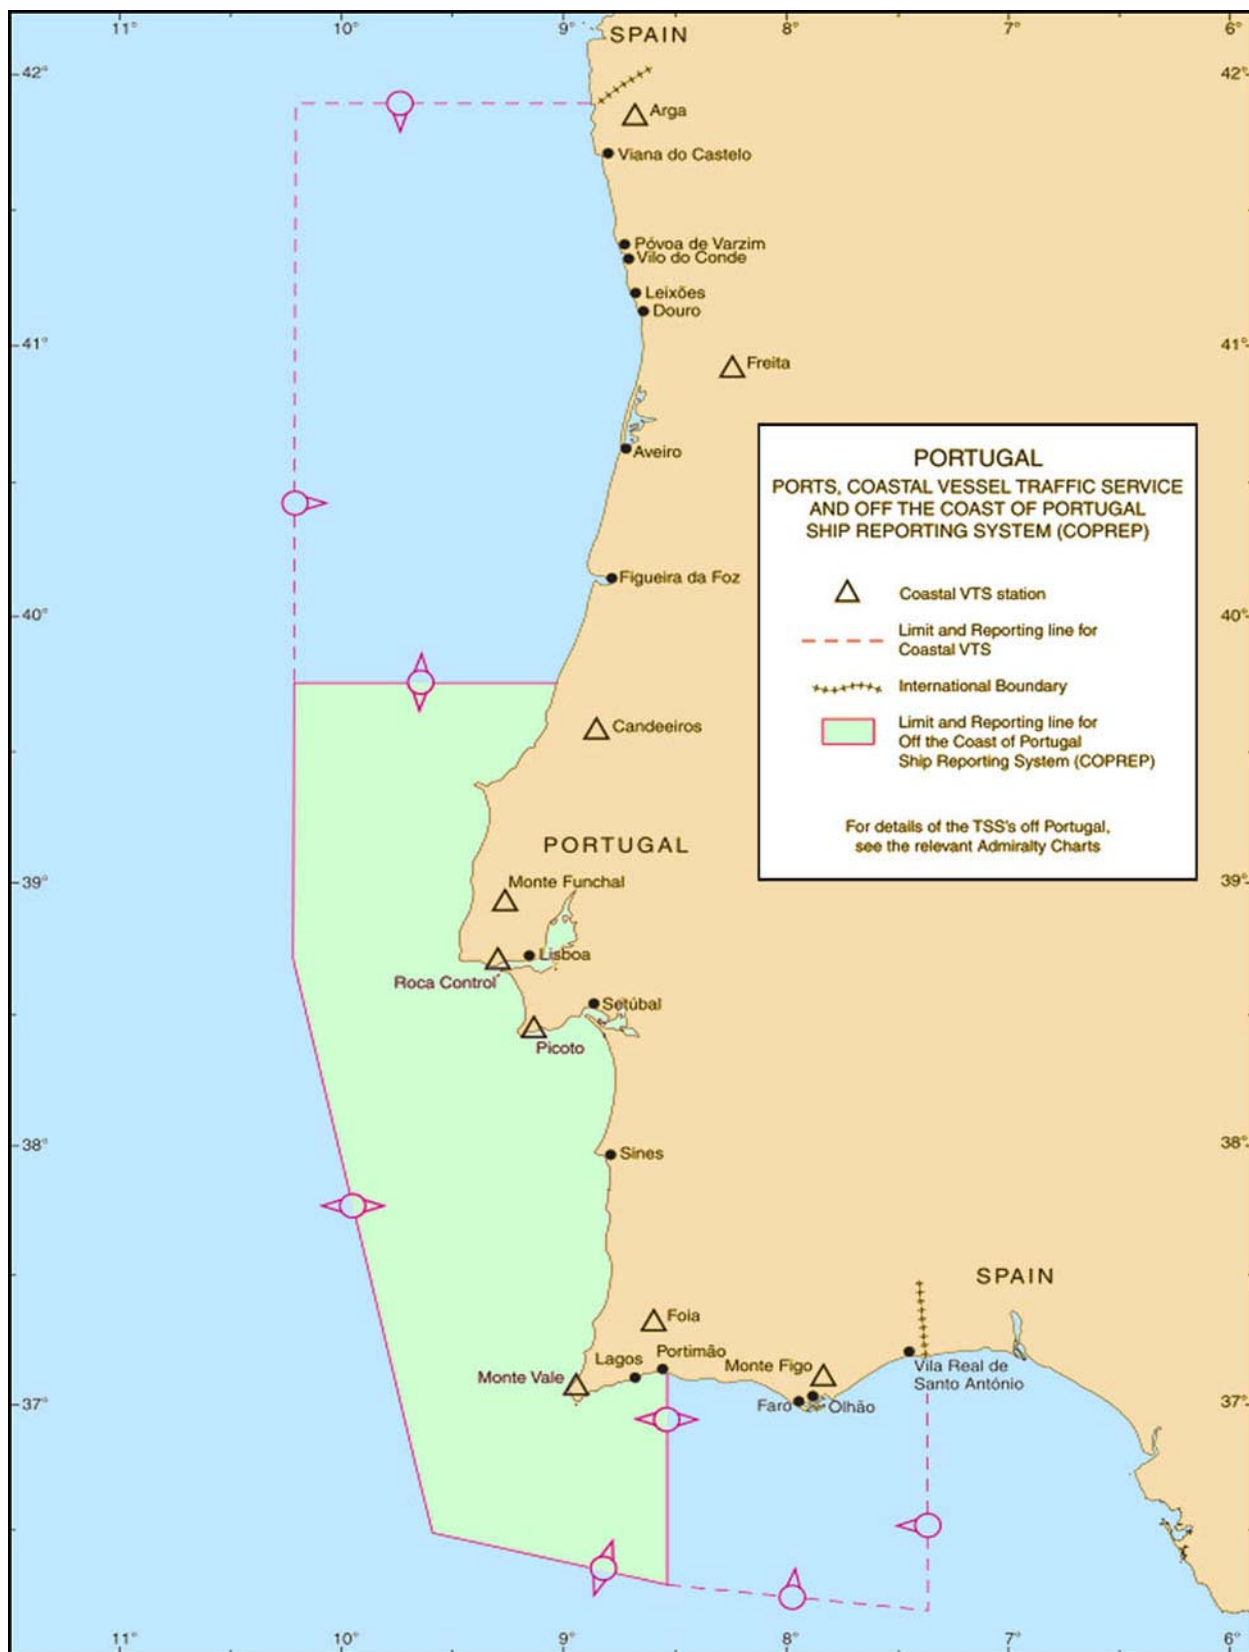 11°
10°
9°
8°
7°
6°
SPAIN
42°
42°
Arga
Viana do Castelo
Póvoa de Varzim
Vilo do Conde
Leixões
Douro
41°
41°
Freita
Aveiro
PORTUGAL
PORTS, COASTAL VESSEL TRAFFIC SERVICE
AND OFF THE COAST OF PORTUGAL
SHIP REPORTING SYSTEM (COPREP)
Coastal VTS station
Limit and Reporting line for
Coastal VTS
International Boundary
Limit and Reporting line for
Off the Coast of Portugal
Ship Reporting System (COPREP)
For details of the TSS's off Portugal,
see the relevant Admiralty Charts
Figueira da Foz
40°
40°
Candeeiros
PORTUGAL
39°
39°
Monte Funchal
Lisboa
Roca Control
Setúbal
Picoto
38°
38°
Sines
SPAIN
Foia
Portimão
Lagos
Monte Figo
Monte Vale
Vila Real de
Santo António
37°
37°
Faro
Olhão
11°
10°
9°
8°
7°
6°